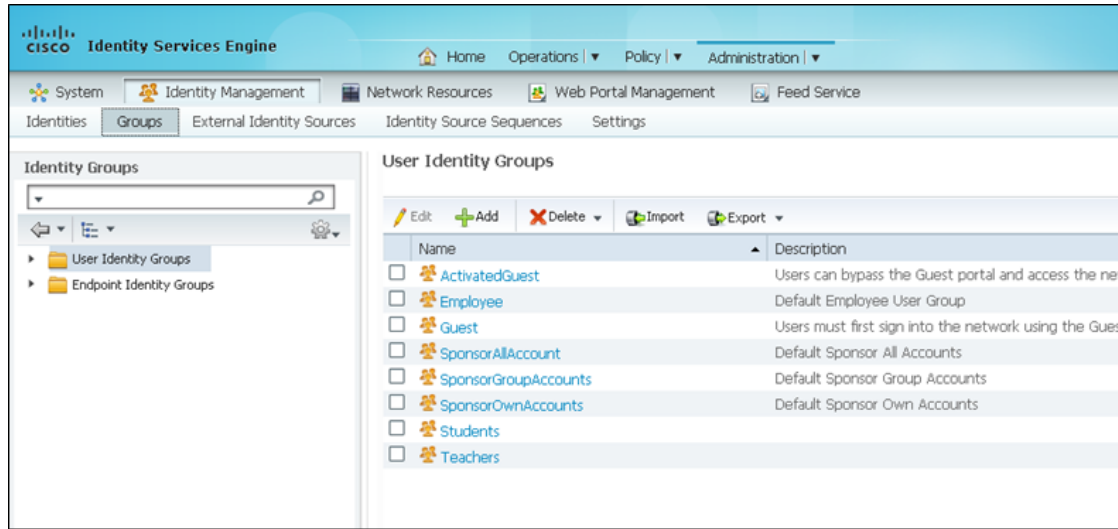 CISCO Identity Services Engine
Home Operations Policy Administration
System Identity Management Network Resources Web Portal Management Feed Service
Identities Groups External Identity Sources Identity Source Sequences Settings
Identity Groups
User Identity Groups
Endpoint Identity Groups
User Identity Groups
Edit Add Delete Import Export
Name Description
ActivatedGuest Users can bypass the Guest portal and access the ne
Employee Default Employee User Group
Guest Users must first sign into the network using the Gues
SponsorAllAccount Default Sponsor All Accounts
SponsorGroupAccounts Default Sponsor Group Accounts
SponsorOwnAccounts Default Sponsor Own Accounts
Students
Teachers